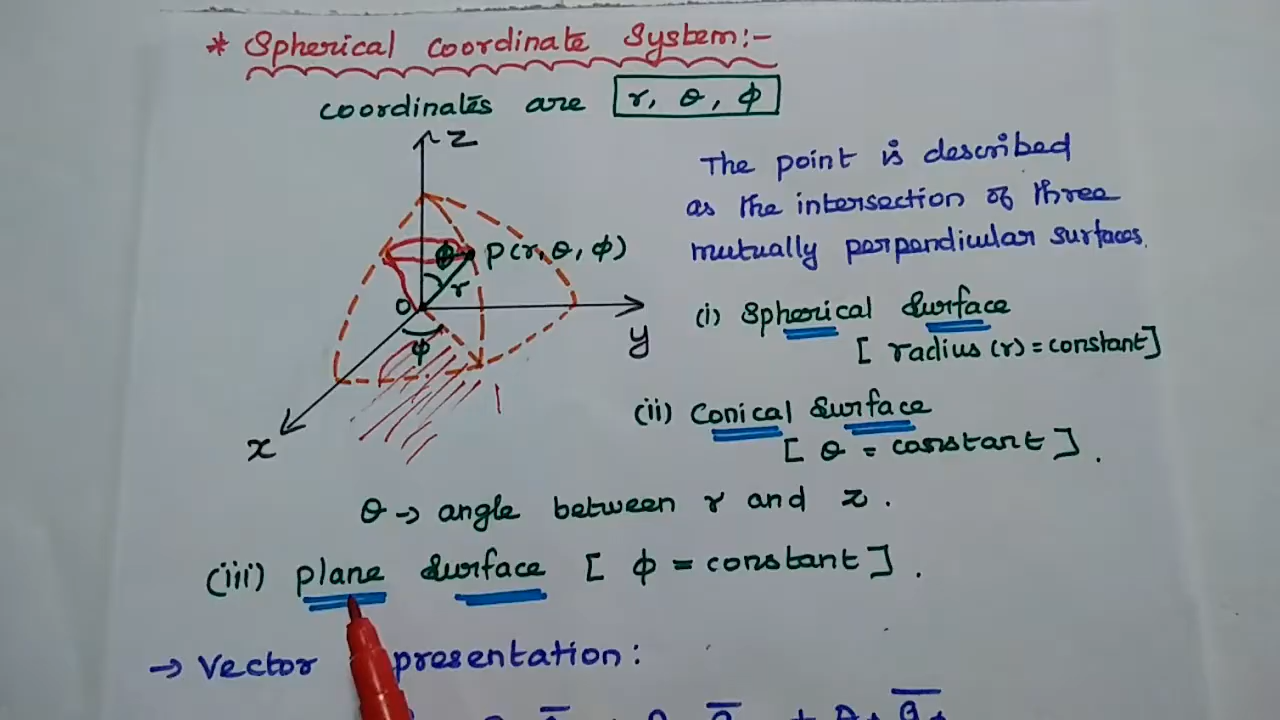 * Spherical coordinate System:-
coordinates are r, θ, φ
z
The point is described
as the intersection of three
mutually perpendicular surfaces.
θ P(r, θ, φ)
r
O
y
φ
x
(i) Spherical Surface
[ radius (r) = constant ]
(ii) Conical Surface
[ θ = constant ] .
θ → angle between r and z .
(iii) plane Surface [ φ = constant ] .
→ Vector presentation :